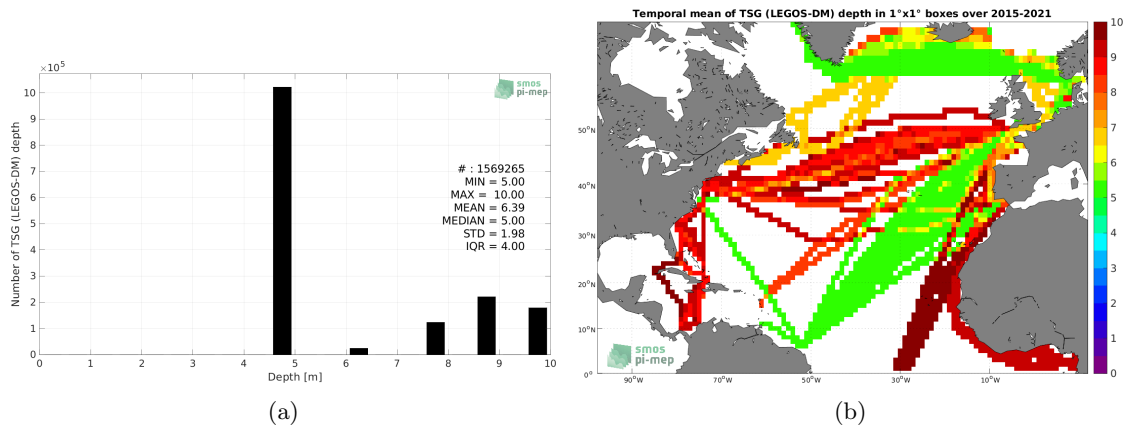 ×10⁵
10
9
8
7
6
5
4
3
2
1
0
Number of TSG (LEGOS-DM) depth
smos
pi-mep
# : 1569265
MIN = 5.00
MAX = 10.00
MEAN = 6.39
MEDIAN = 5.00
STD = 1.98
IQR = 4.00
0 1 2 3 4 5 6 7 8 9 10
Depth [m]
(a)
Temporal mean of TSG (LEGOS-DM) depth in 1°x1° boxes over 2015-2021
50°N
40°N
30°N
20°N
10°N
0°
90°W 70°W 50°W 30°W 10°W
smos
pi-mep
10
9
8
7
6
5
4
3
2
1
0
(b)